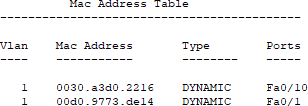 Mac Address Table
-------------------------------------------
Vlan    Mac Address       Type        Ports
----    -----------       --------    -----
   1    0030.a3d0.2216    DYNAMIC     Fa0/10
   1    00d0.9773.de14    DYNAMIC     Fa0/1